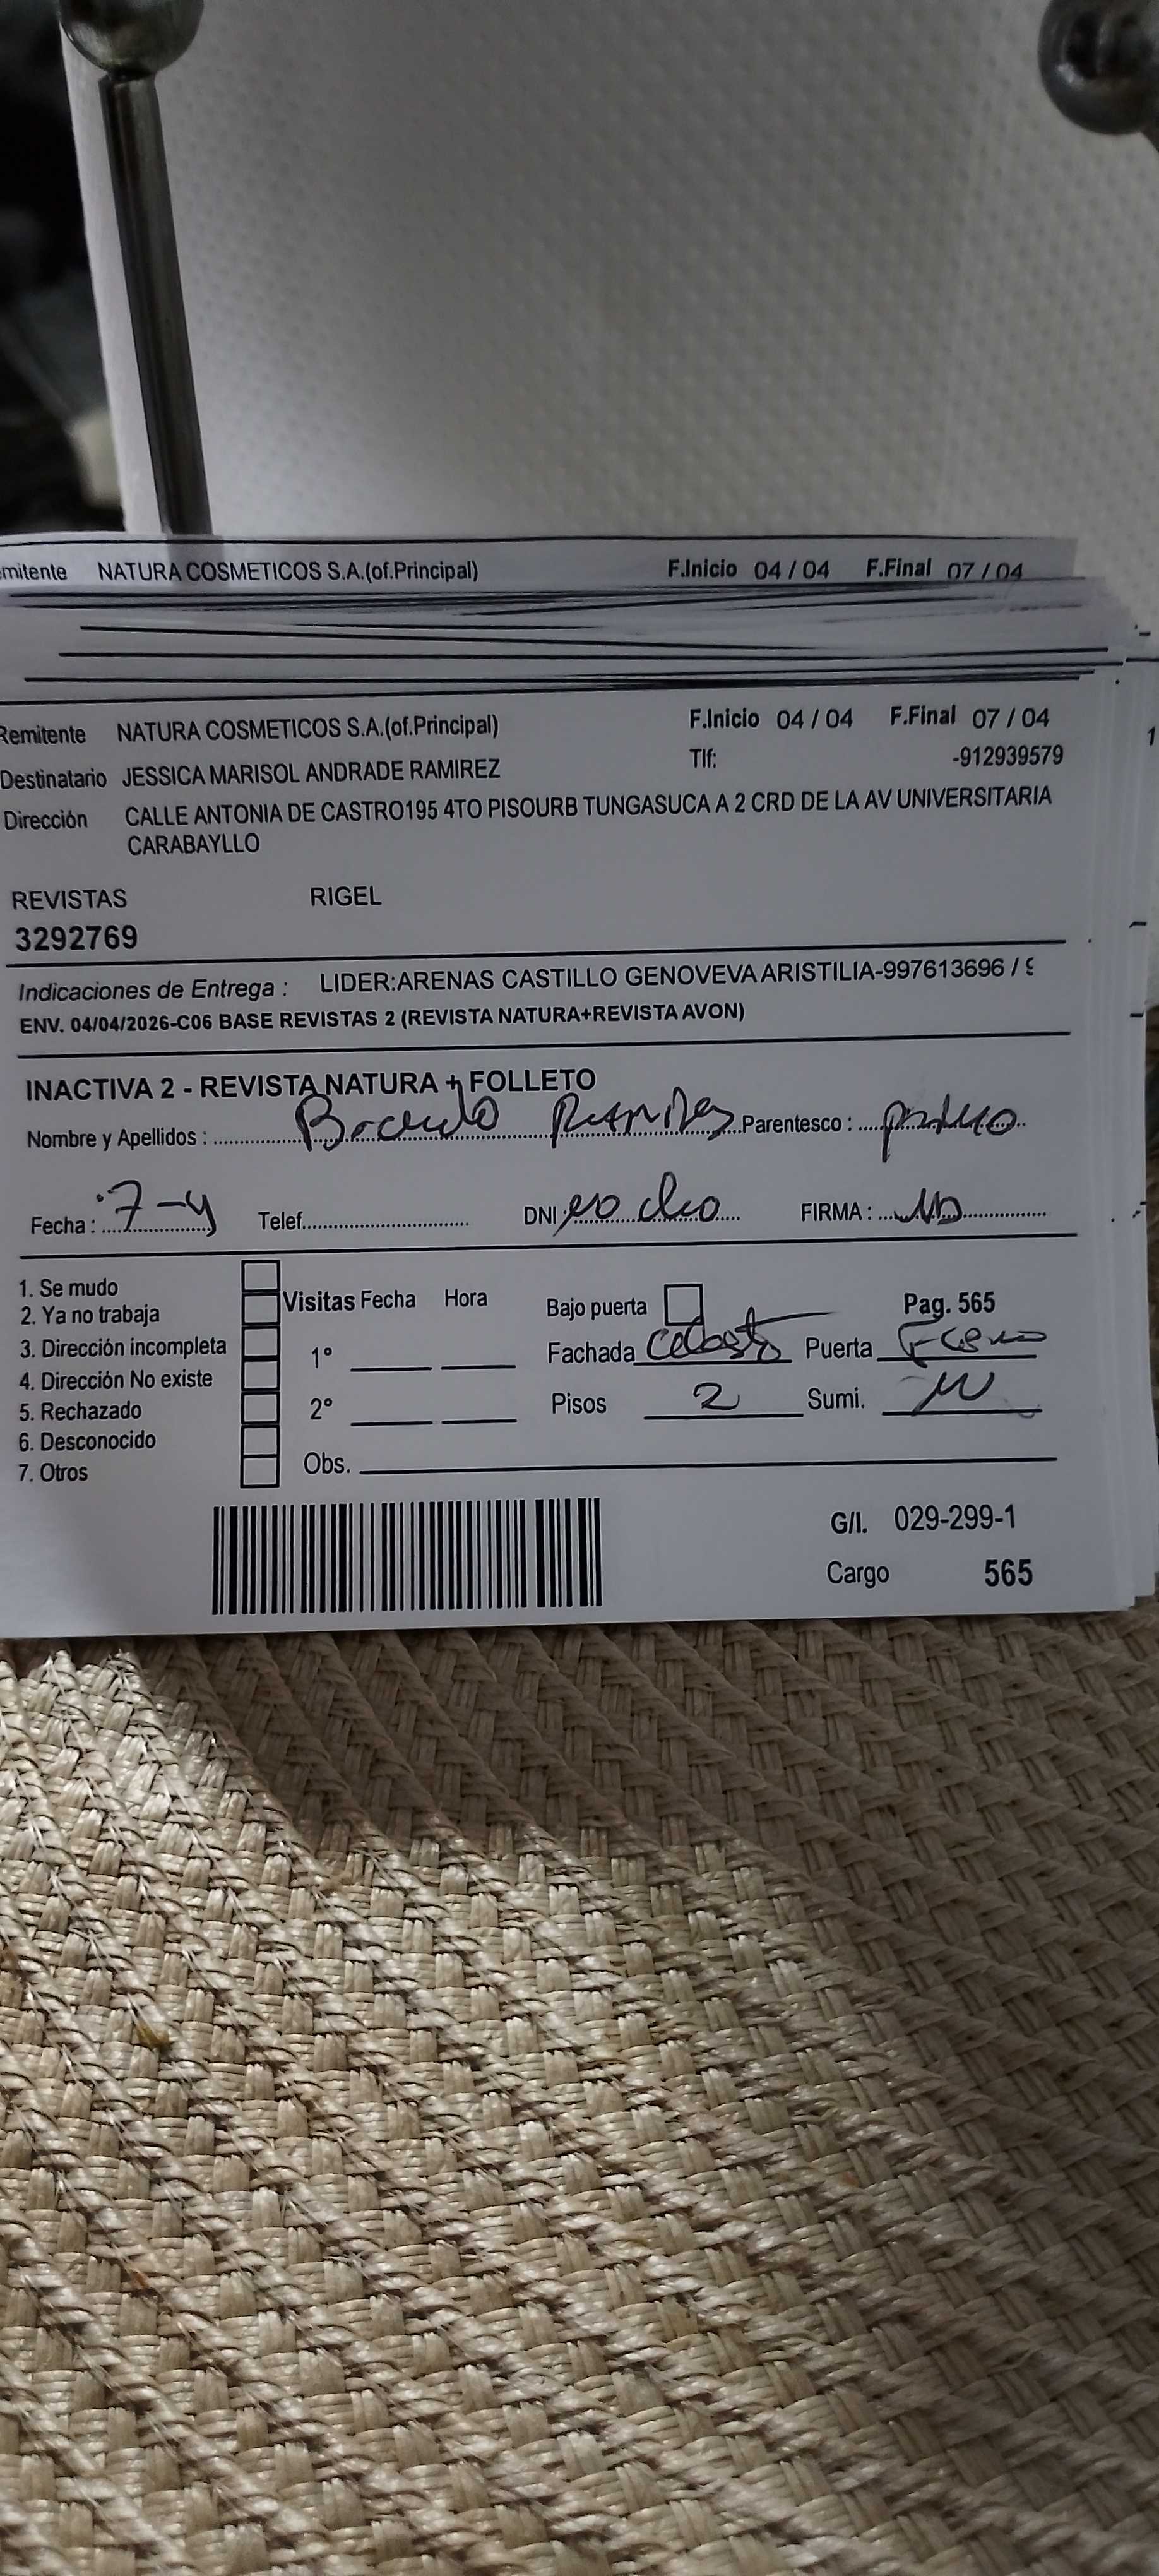 mitente NATURA COSMETICOS S.A.(of.Principal) F.Inicio 04 / 04 F.Final 07 / 04
Remitente NATURA COSMETICOS S.A.(of.Principal) F.Inicio 04 / 04 F.Final 07 / 04
Destinatario JESSICA MARISOL ANDRADE RAMIREZ Tlf: -912939579
Dirección CALLE ANTONIA DE CASTRO195 4TO PISOURB TUNGASUCA A 2 CRD DE LA AV UNIVERSITARIA
CARABAYLLO
REVISTAS RIGEL
3292769
Indicaciones de Entrega : LIDER:ARENAS CASTILLO GENOVEVA ARISTILIA-997613696 / 9
ENV. 04/04/2026-C06 BASE REVISTAS 2 (REVISTA NATURA+REVISTA AVON)
INACTIVA 2 - REVISTA NATURA + FOLLETO
Nombre y Apellidos : Parentesco :
Fecha : 7-4 Telef. DNI : no dio FIRMA :
1. Se mudo
2. Ya no trabaja
3. Dirección incompleta
4. Dirección No existe
5. Rechazado
6. Desconocido
7. Otros
Visitas Fecha Hora
1°
2°
Obs.
Bajo puerta Pag. 565
Fachada Puerta
Pisos 2 Sumi.
G/I. 029-299-1
Cargo 565